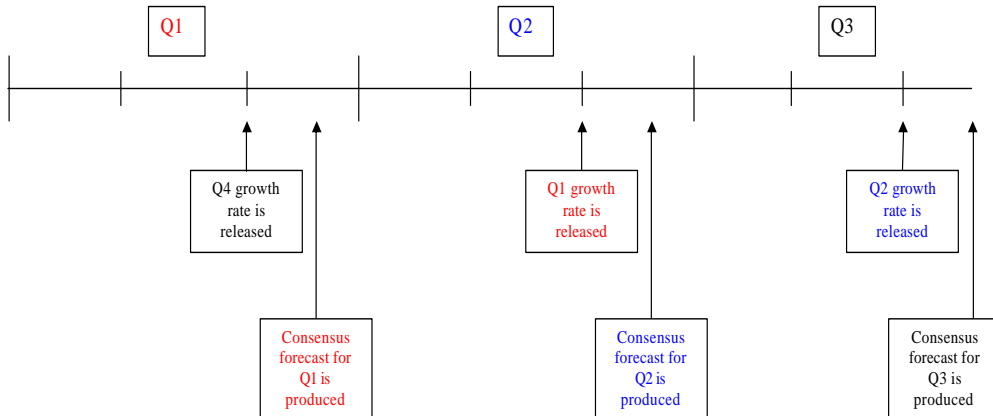 Q1
Q2
Q3
Q4 growth
rate is
released
Q1 growth
rate is
released
Q2 growth
rate is
released
Consensus
forecast for
Q1 is
produced
Consensus
forecast for
Q2 is
produced
Consensus
forecast for
Q3 is
produced